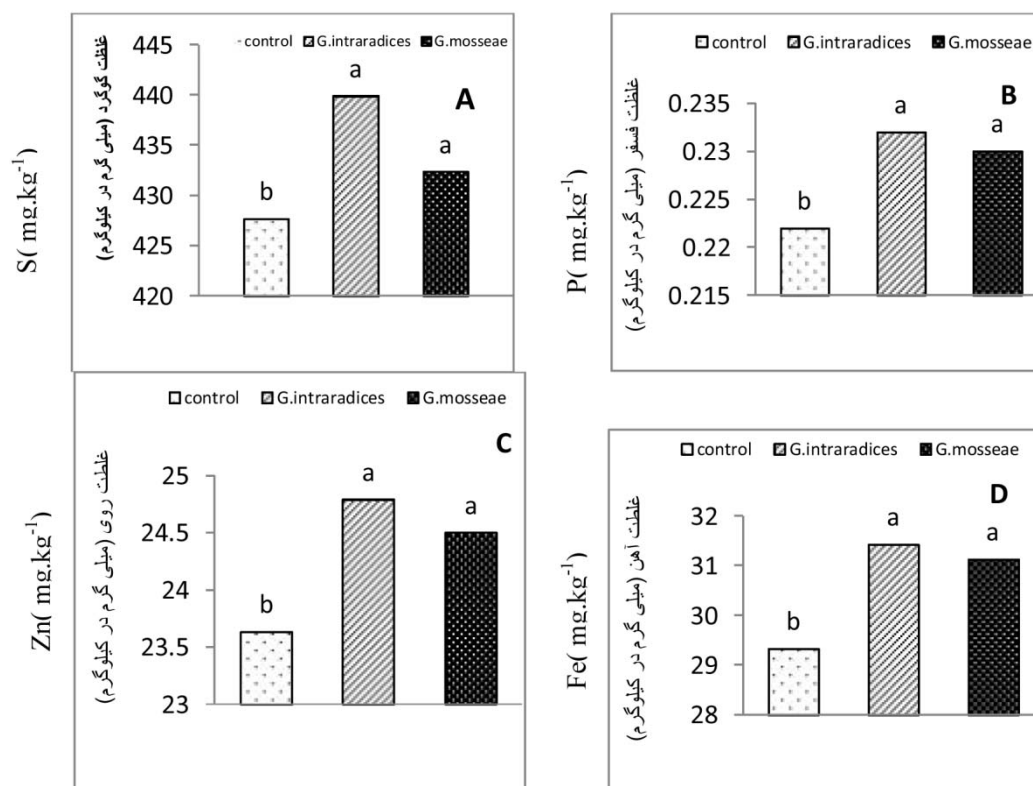 control G.intraradices G.mosseae
A
S( mg.kg-1)
غلظت گوگرد (میلی گرم در کیلوگرم)
445
440
435
430
425
420
b
a
a
control G.intraradices G.mosseae
B
P( mg.kg-1)
غلظت فسفر (میلی گرم در کیلوگرم)
0.235
0.23
0.225
0.22
0.215
b
a
a
control G.intraradices G.mosseae
C
Zn( mg.kg-1)
غلظت روی (میلی گرم در کیلوگرم)
25
24.5
24
23.5
23
b
a
a
control G.intraradices G.mosseae
D
Fe( mg.kg-1)
غلظت آهن (میلی گرم در کیلوگرم)
32
31
30
29
28
b
a
a